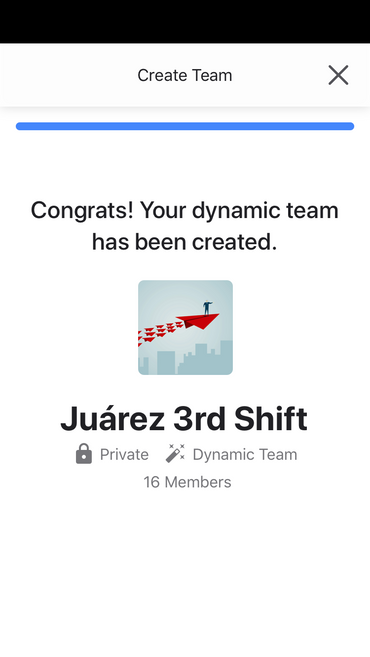 Create Team
Congrats! Your dynamic team
has been created.
Juárez 3rd Shift
Private Dynamic Team
16 Members